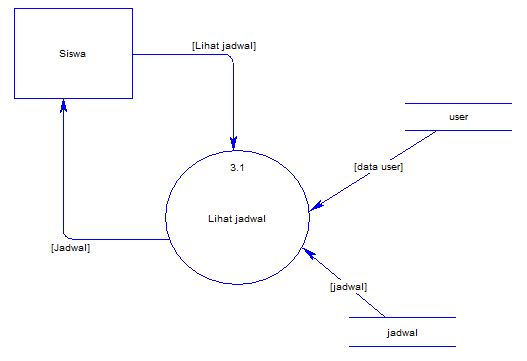 Siswa
[Lihat jadwal]
user
3.1
[data user]
Lihat jadwal
[Jadwal]
[jadwal]
jadwal